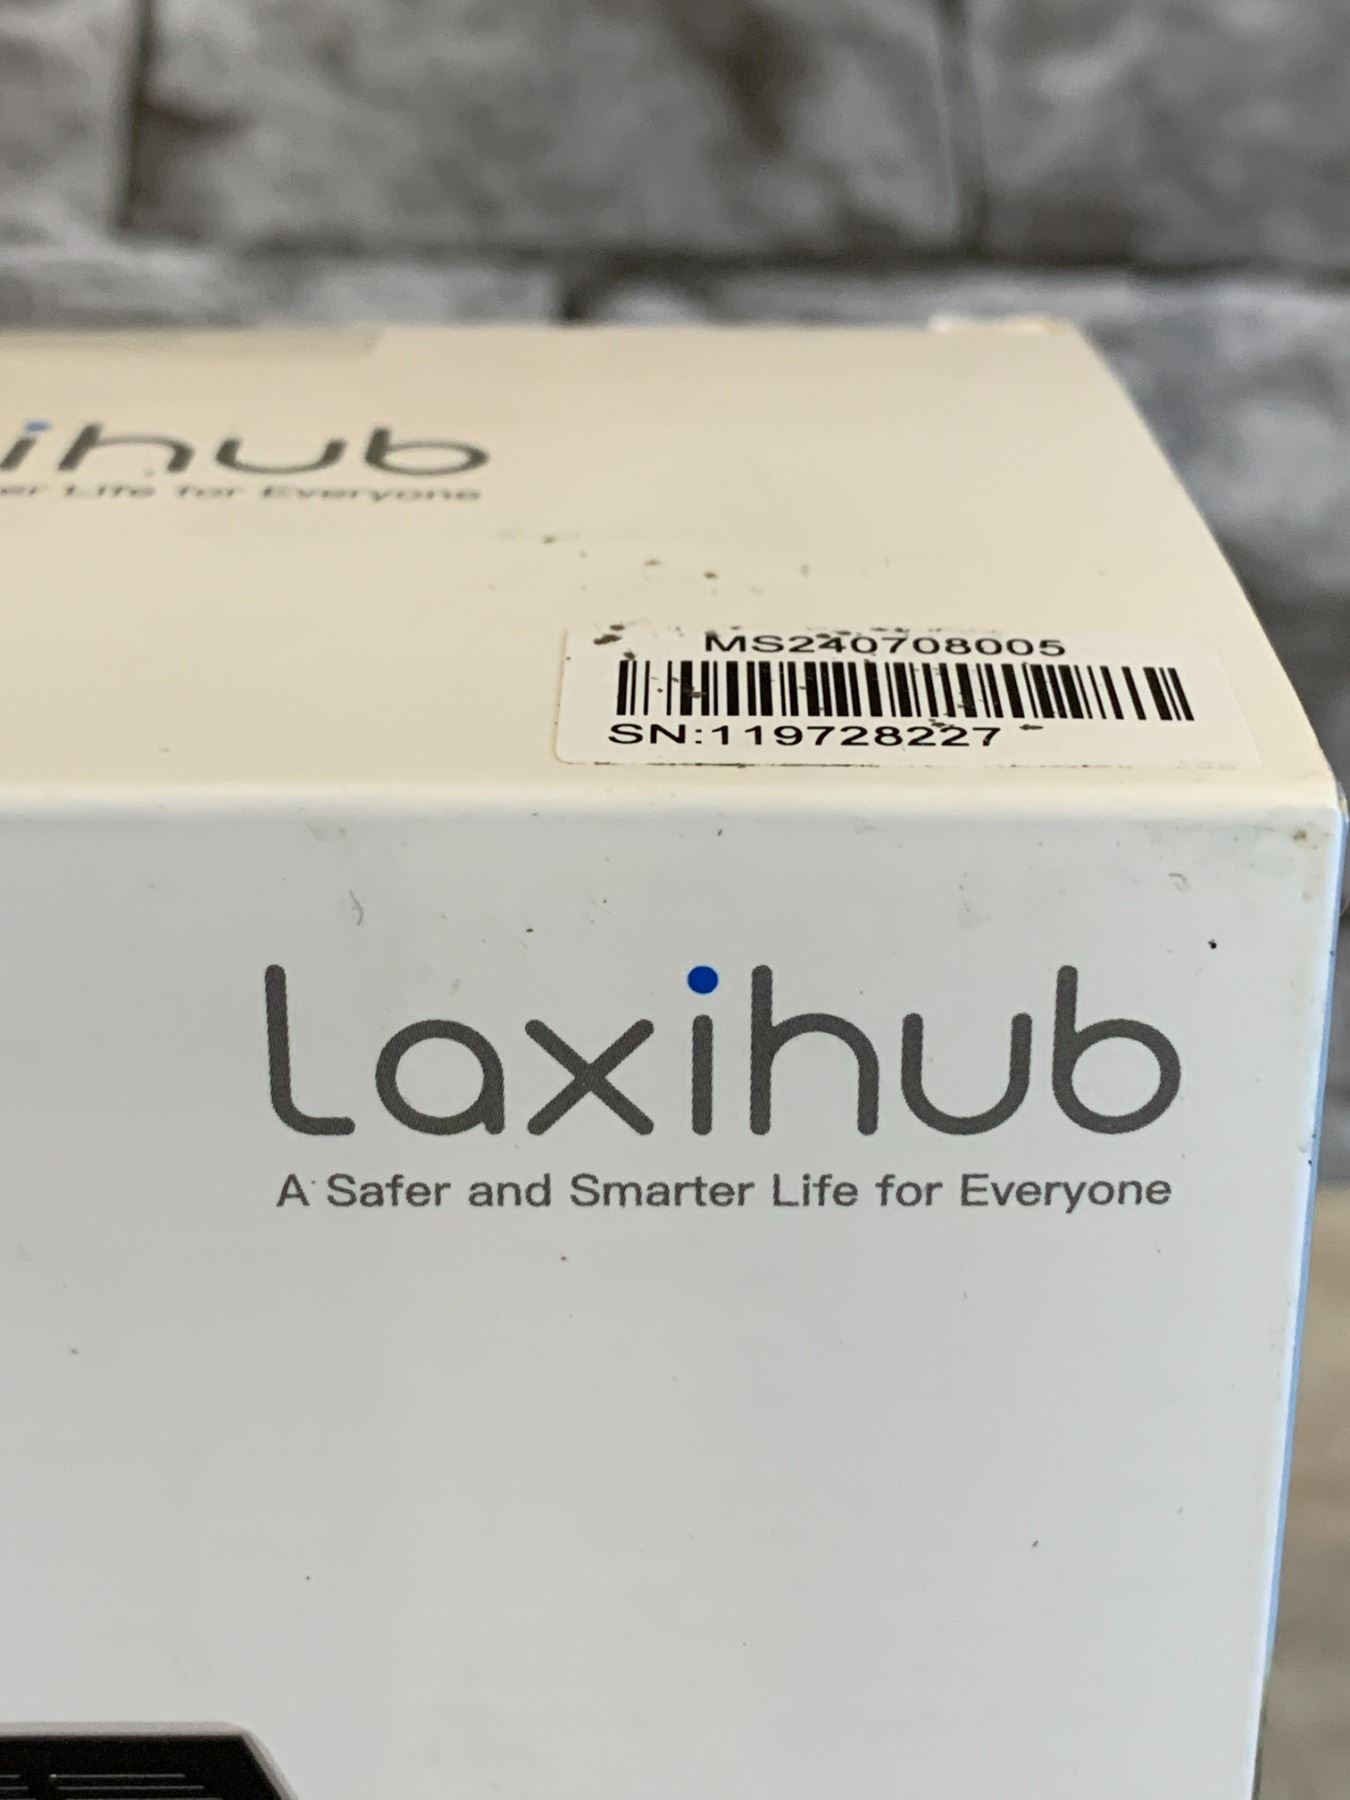 ihub
er Life for Everyone
MS240708005
SN:119728227
Laxihub
A Safer and Smarter Life for Everyone